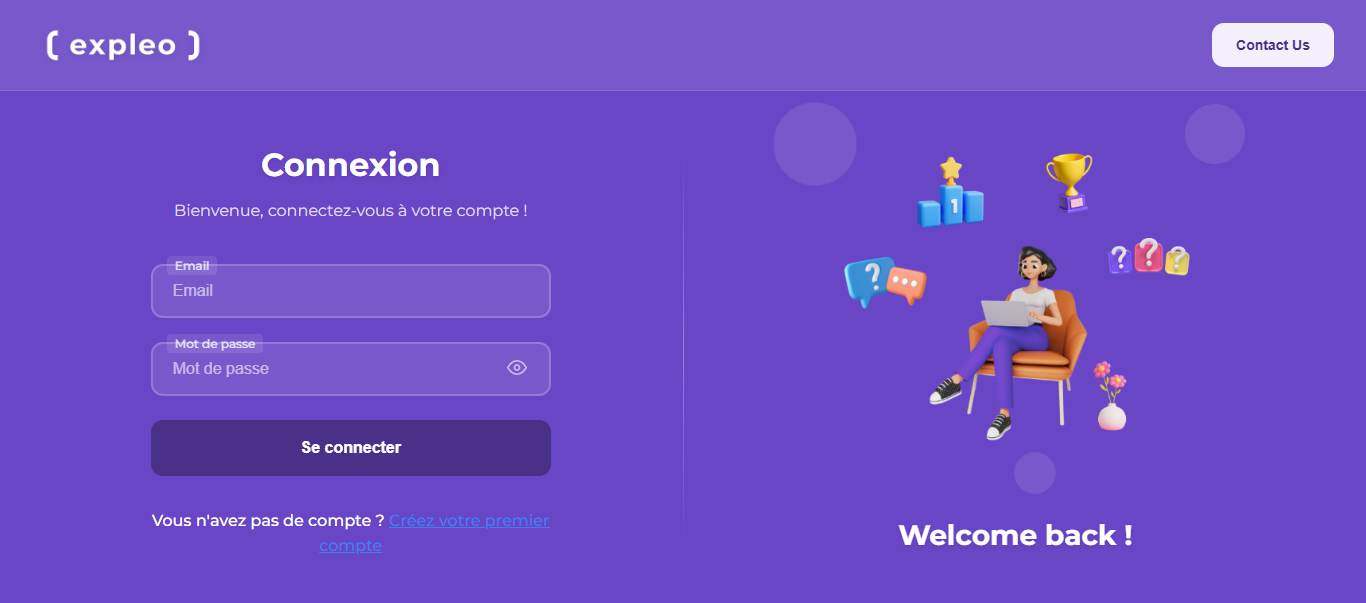 ( expleo )
Contact Us
Connexion
Bienvenue, connectez-vous à votre compte !
Email
Email
Mot de passe
Mot de passe
Se connecter
Vous n'avez pas de compte ? Créez votre premier
compte
1
?
? ? ?
Welcome back !